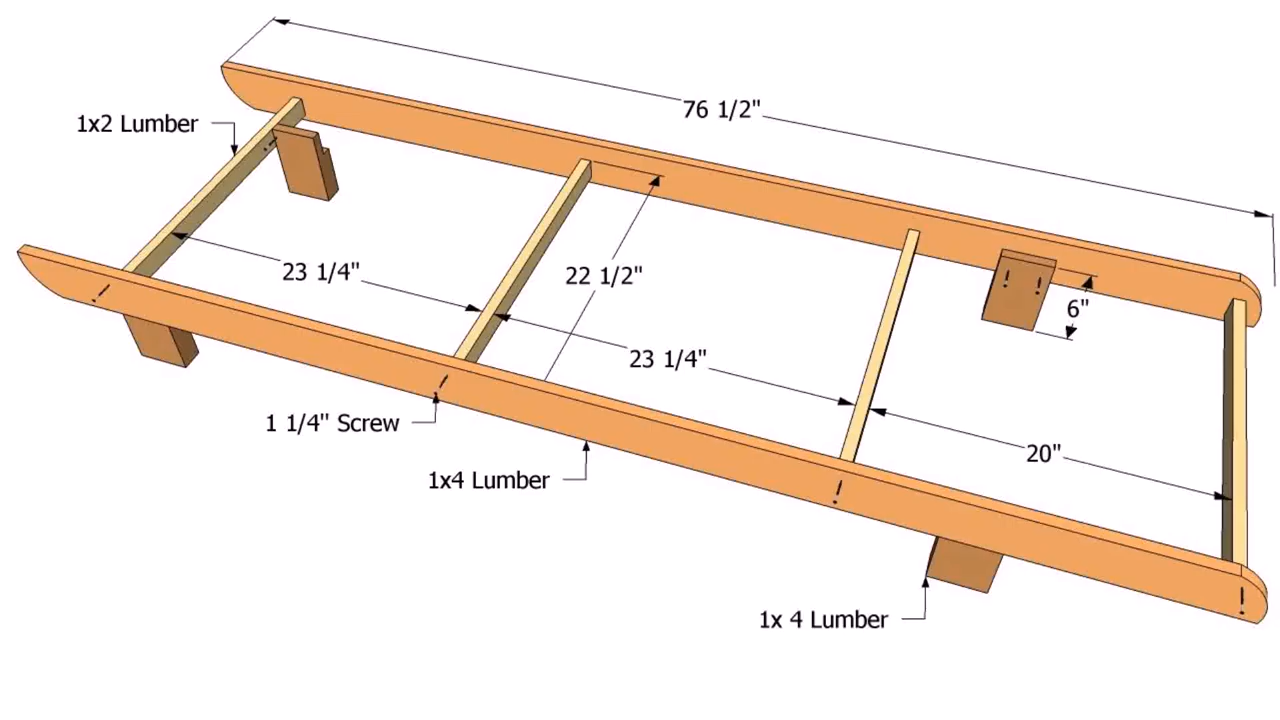 76 1/2"
1x2 Lumber
23 1/4"
22 1/2"
6"
23 1/4"
1 1/4" Screw
20"
1x4 Lumber
1x 4 Lumber